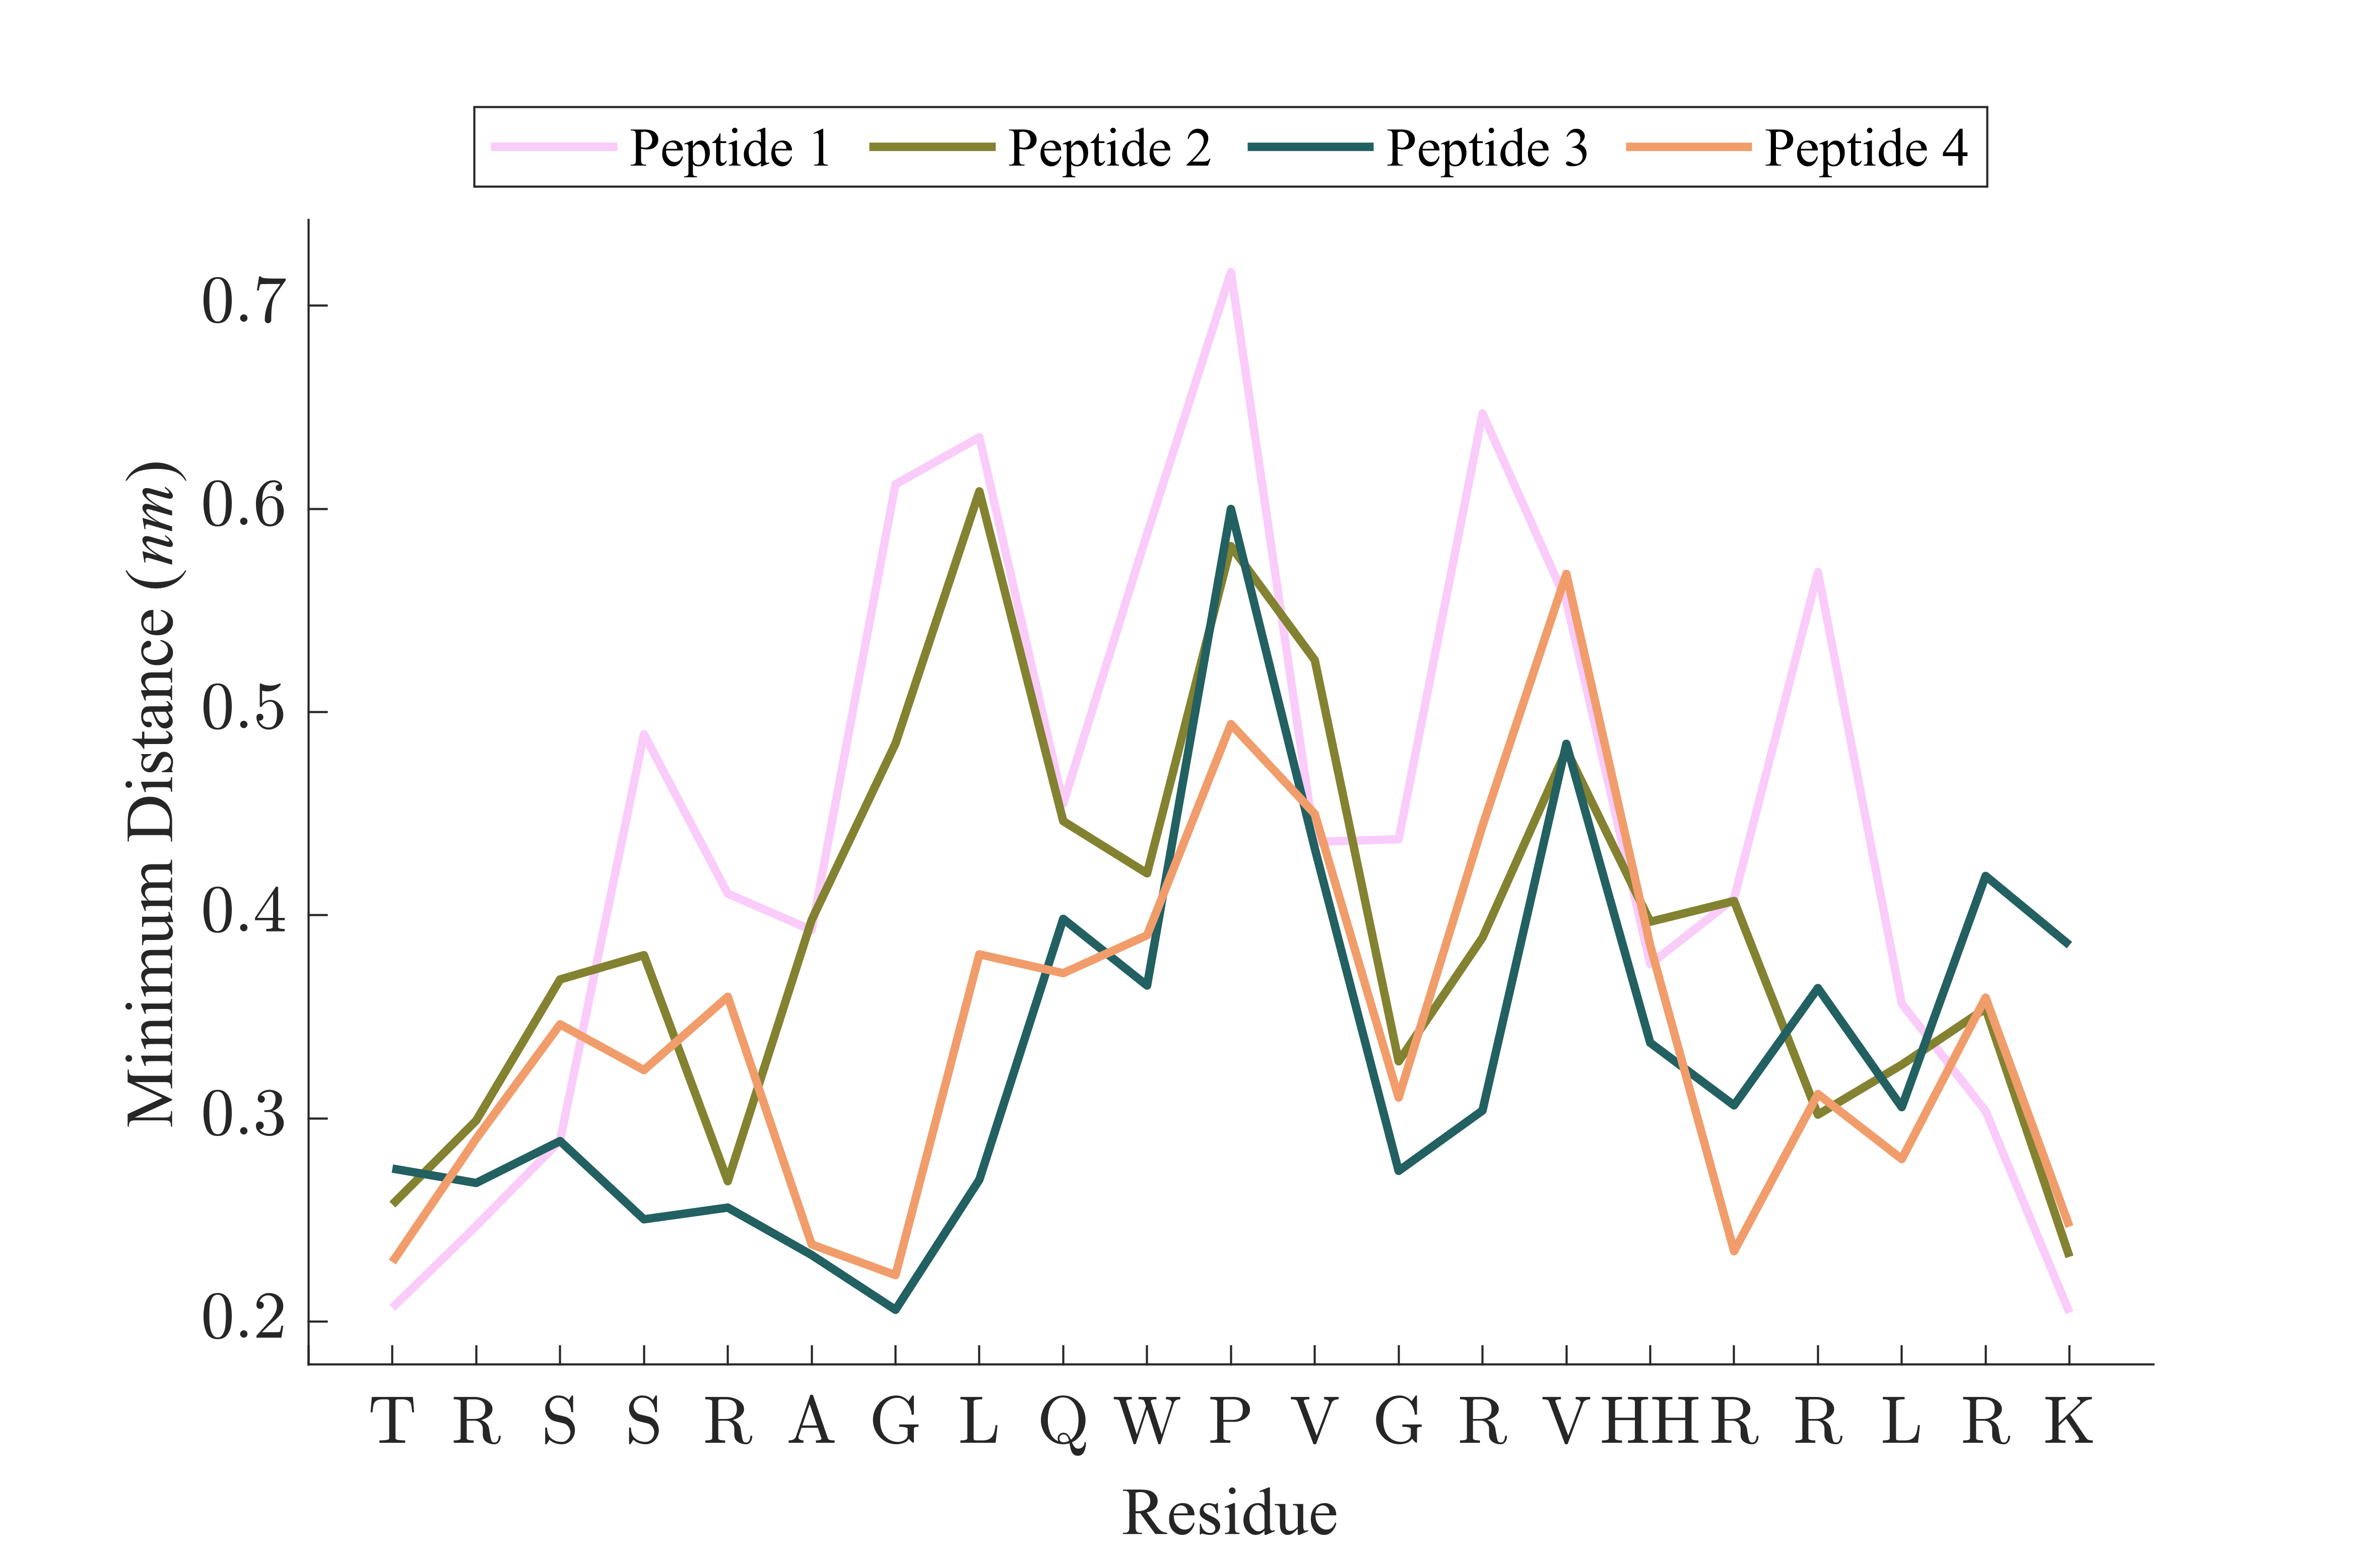 Peptide 1 Peptide 2 Peptide 3 Peptide 4
0.7
0.6
0.5
0.4
0.3
0.2
Minimum Distance (nm)
T R S S R A G L Q W P V G R V HH R R L R K
Residue